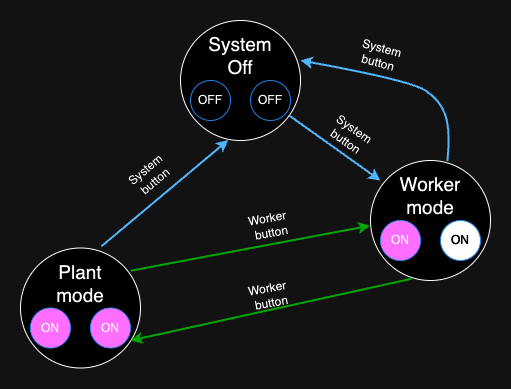 System
Off
OFF
OFF
System
button
System
button
System
button
Worker
mode
ON
ON
Worker
button
Worker
button
Plant
mode
ON
ON